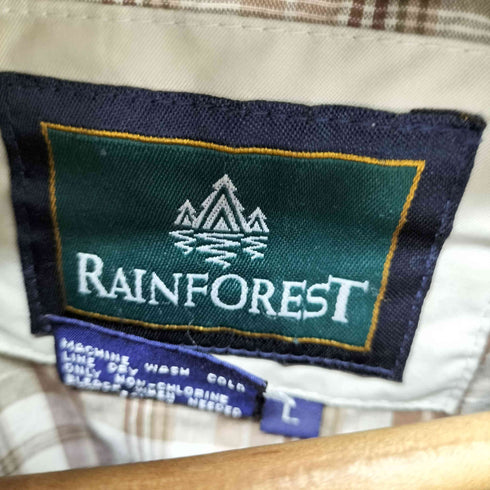 RAINFOREST
MACHINE WASH COLD
LINE DRY
ONLY NON-CHLORINE
BLEACH WHEN NEEDED
L